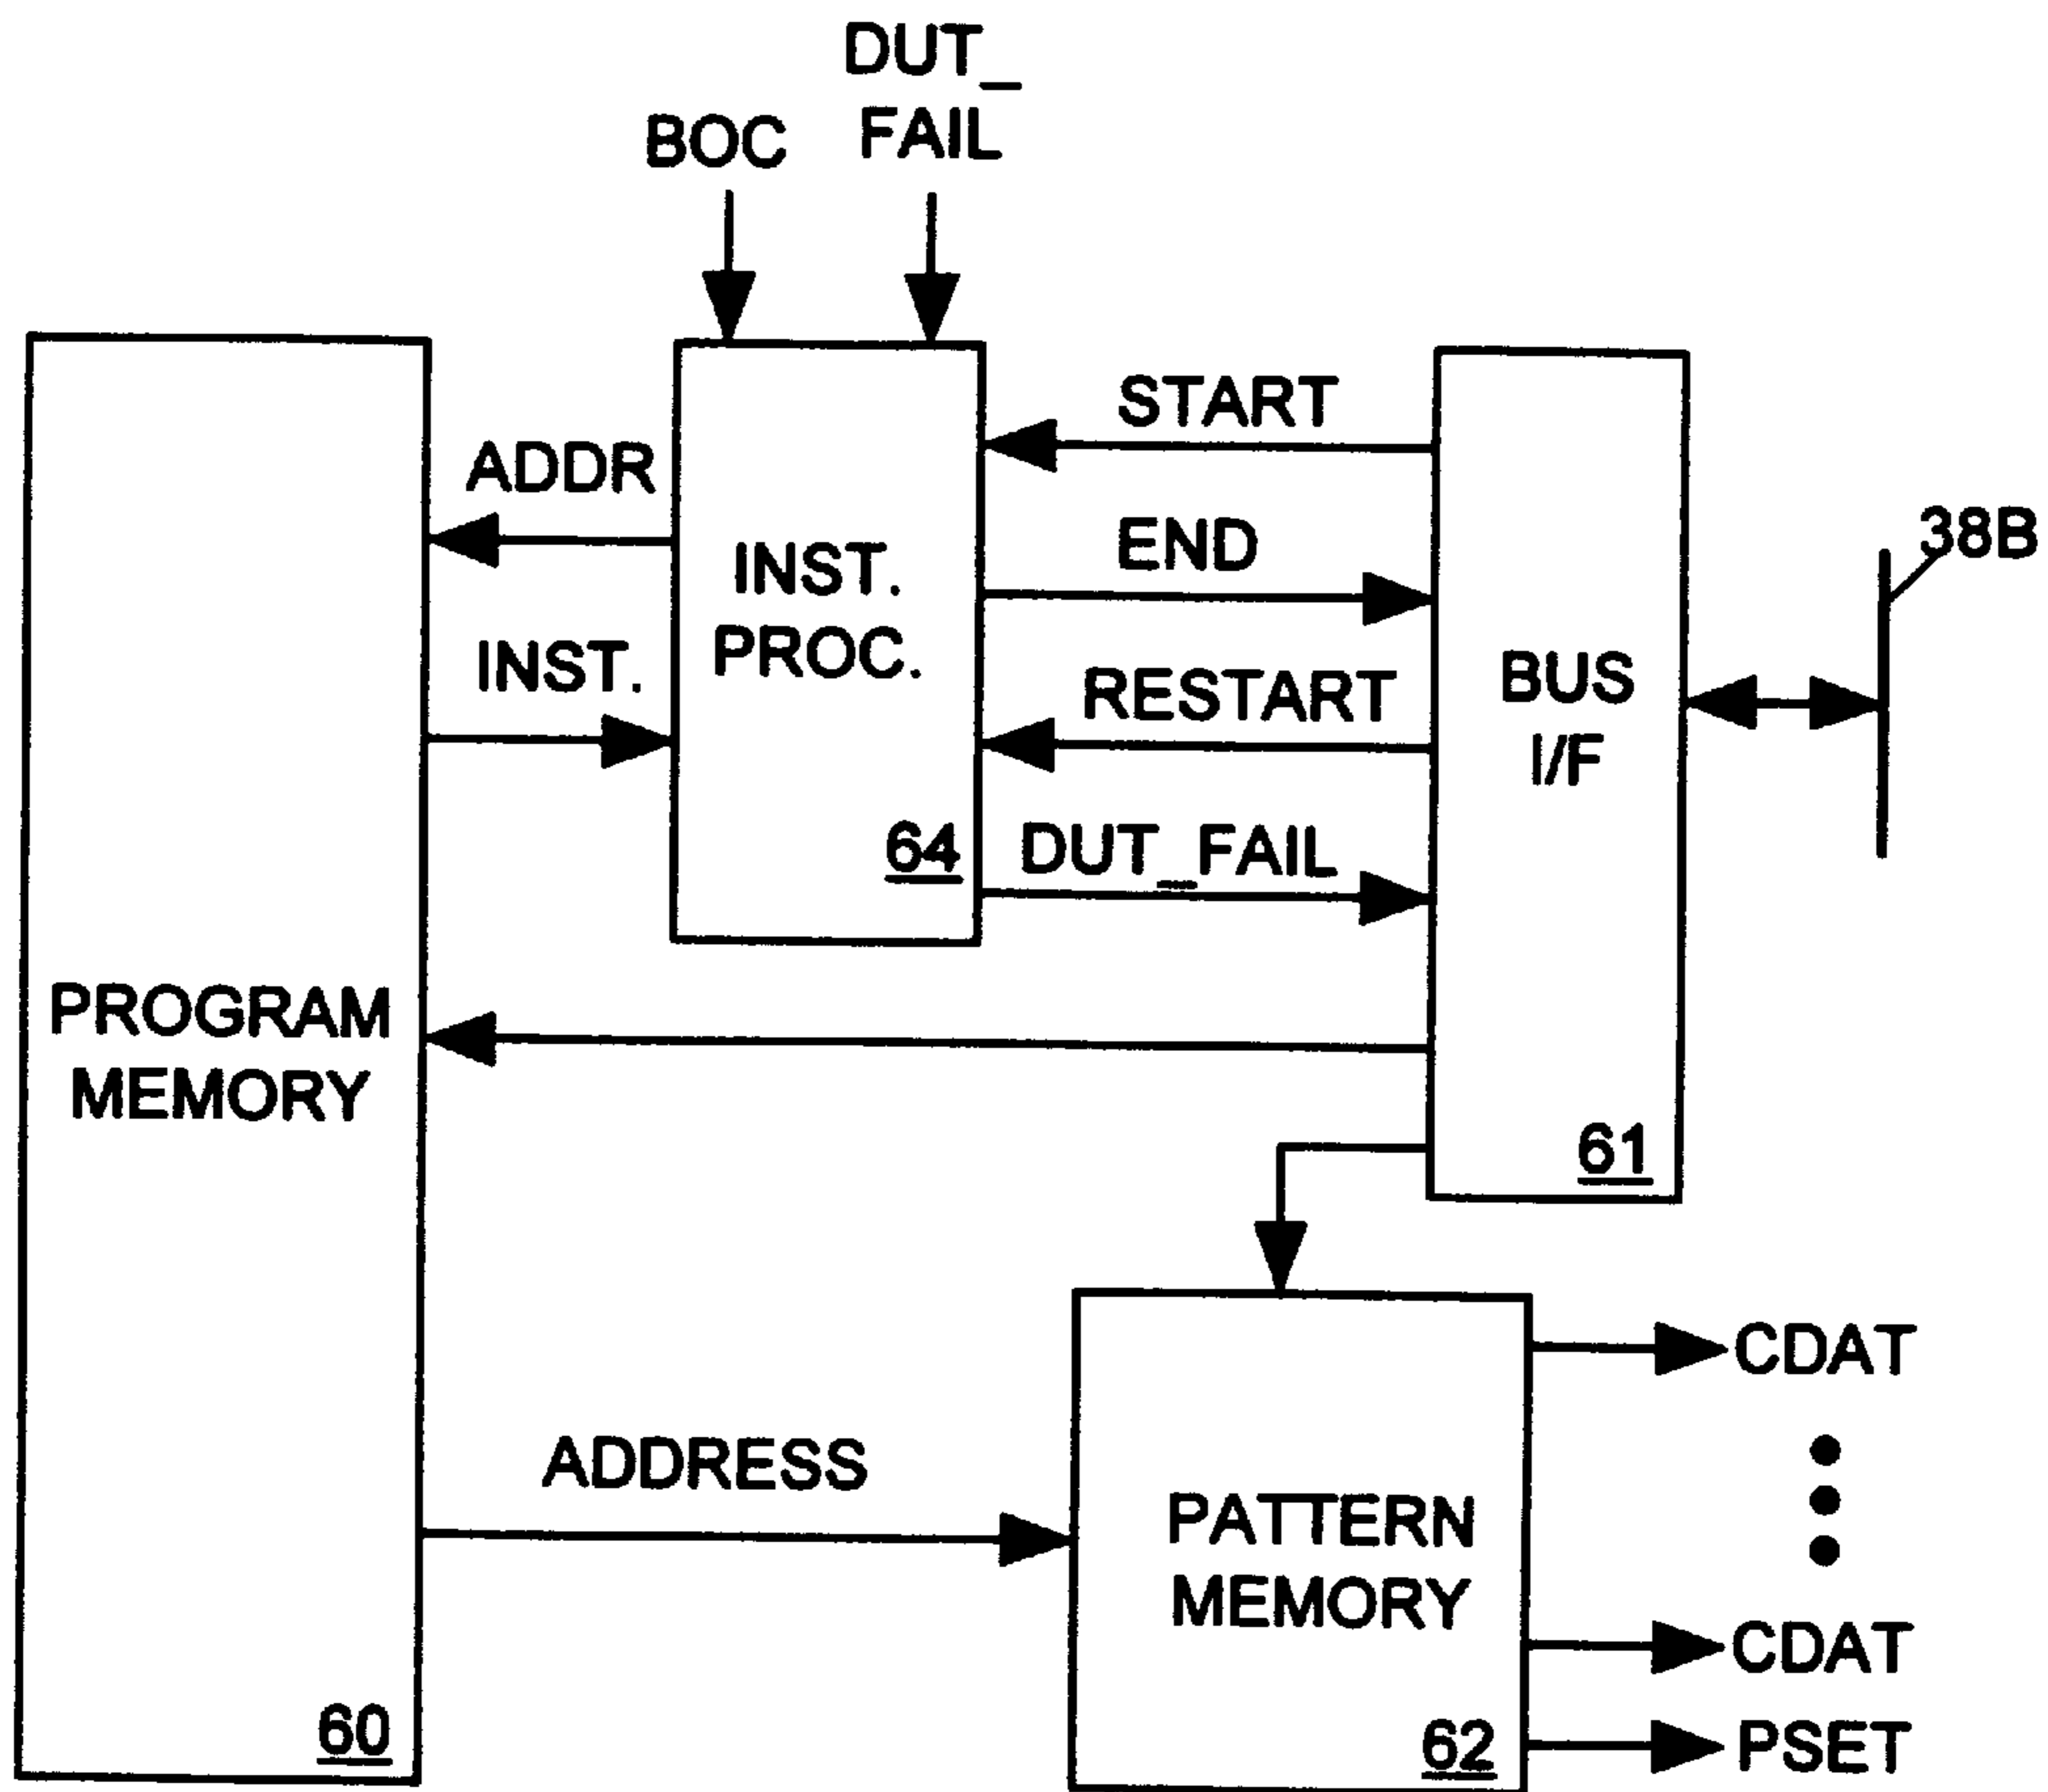 DUT_
FAIL
BOC
START
ADDR
END
38B
INST.
PROC.
INST.
RESTART
BUS
I/F
64
DUT_FAIL
PROGRAM
MEMORY
61
CDAT
ADDRESS
PATTERN
MEMORY
CDAT
60
62
PSET